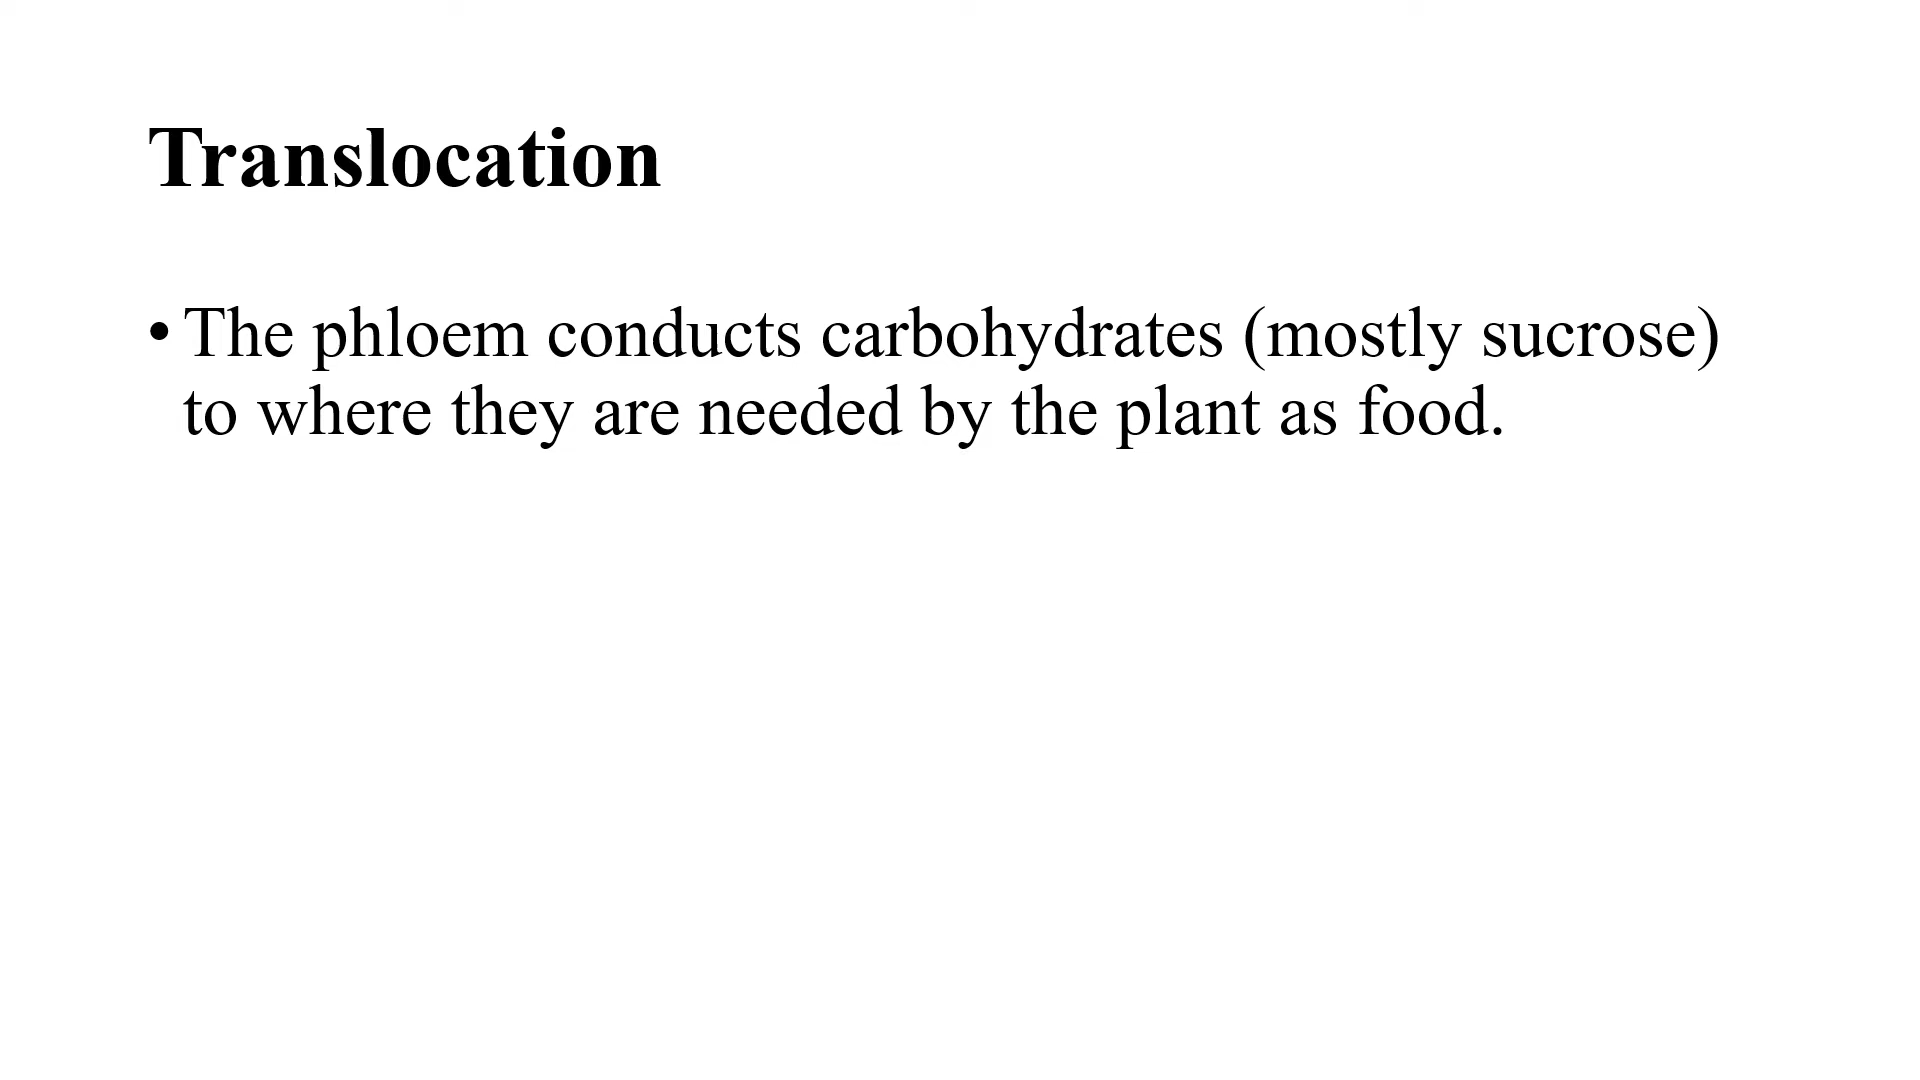 Translocation
• The phloem conducts carbohydrates (mostly sucrose)
to where they are needed by the plant as food.